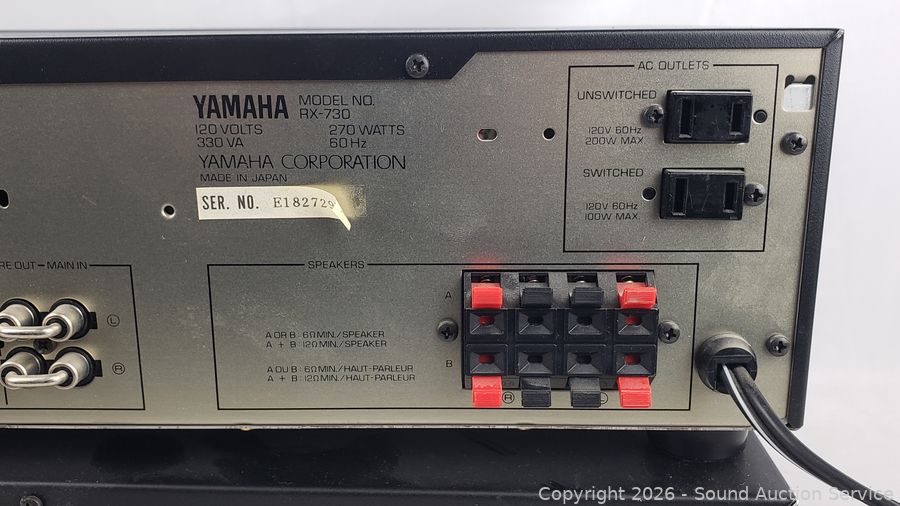 YAMAHA MODEL NO.
RX-730
120 VOLTS 270 WATTS
330 VA 60 Hz
YAMAHA CORPORATION
MADE IN JAPAN
SER. NO. E182729
AC OUTLETS
UNSWITCHED
120V 60Hz
200W MAX.
SWITCHED
120V 60Hz
100W MAX.
RE OUT — MAIN IN
L
R
SPEAKERS
A
A OR B : 6Ω MIN./SPEAKER
A + B : 12Ω MIN./SPEAKER
B
A OU B : 6Ω MIN./HAUT-PARLEUR
A + B : 12Ω MIN./HAUT-PARLEUR
R L
Copyright 2026 - Sound Auction Service